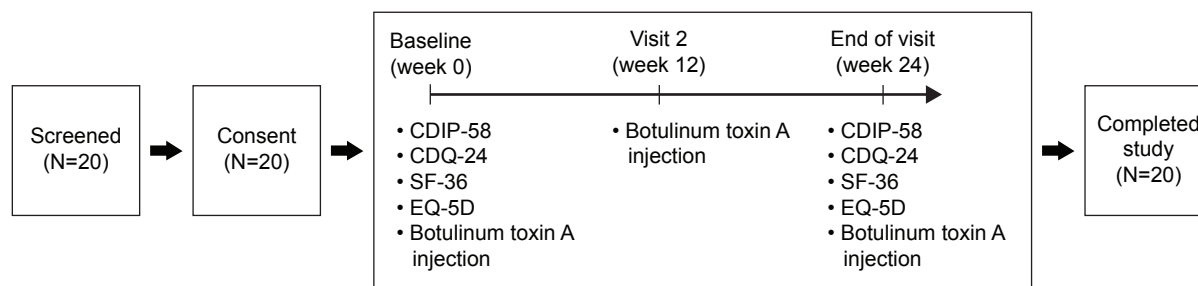 Screened
(N=20)
Consent
(N=20)
Baseline
(week 0)
Visit 2
(week 12)
End of visit
(week 24)
• CDIP-58
• CDQ-24
• SF-36
• EQ-5D
• Botulinum toxin A
injection
• Botulinum toxin A
injection
• CDIP-58
• CDQ-24
• SF-36
• EQ-5D
• Botulinum toxin A
injection
Completed
study
(N=20)